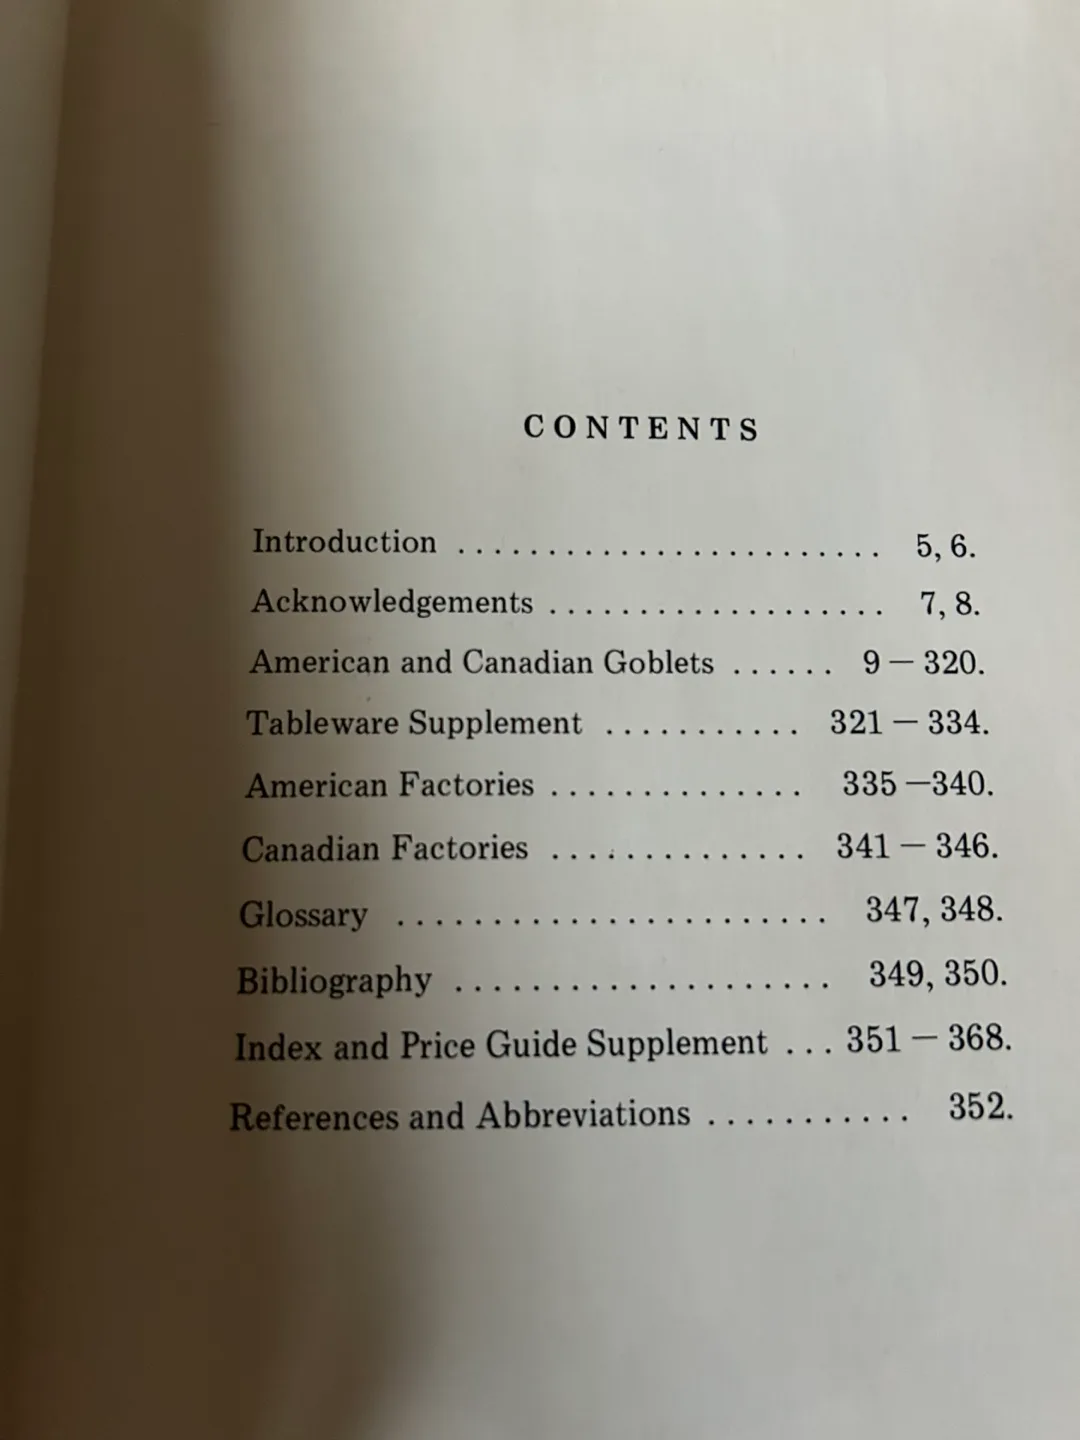 CONTENTS
Introduction ........................ 5, 6.
Acknowledgements ................... 7, 8.
American and Canadian Goblets ...... 9 — 320.
Tableware Supplement ........... 321 — 334.
American Factories .............. 335 —340.
Canadian Factories .............. 341 — 346.
Glossary ....................... 347, 348.
Bibliography .................... 349, 350.
Index and Price Guide Supplement ... 351 — 368.
References and Abbreviations ........... 352.